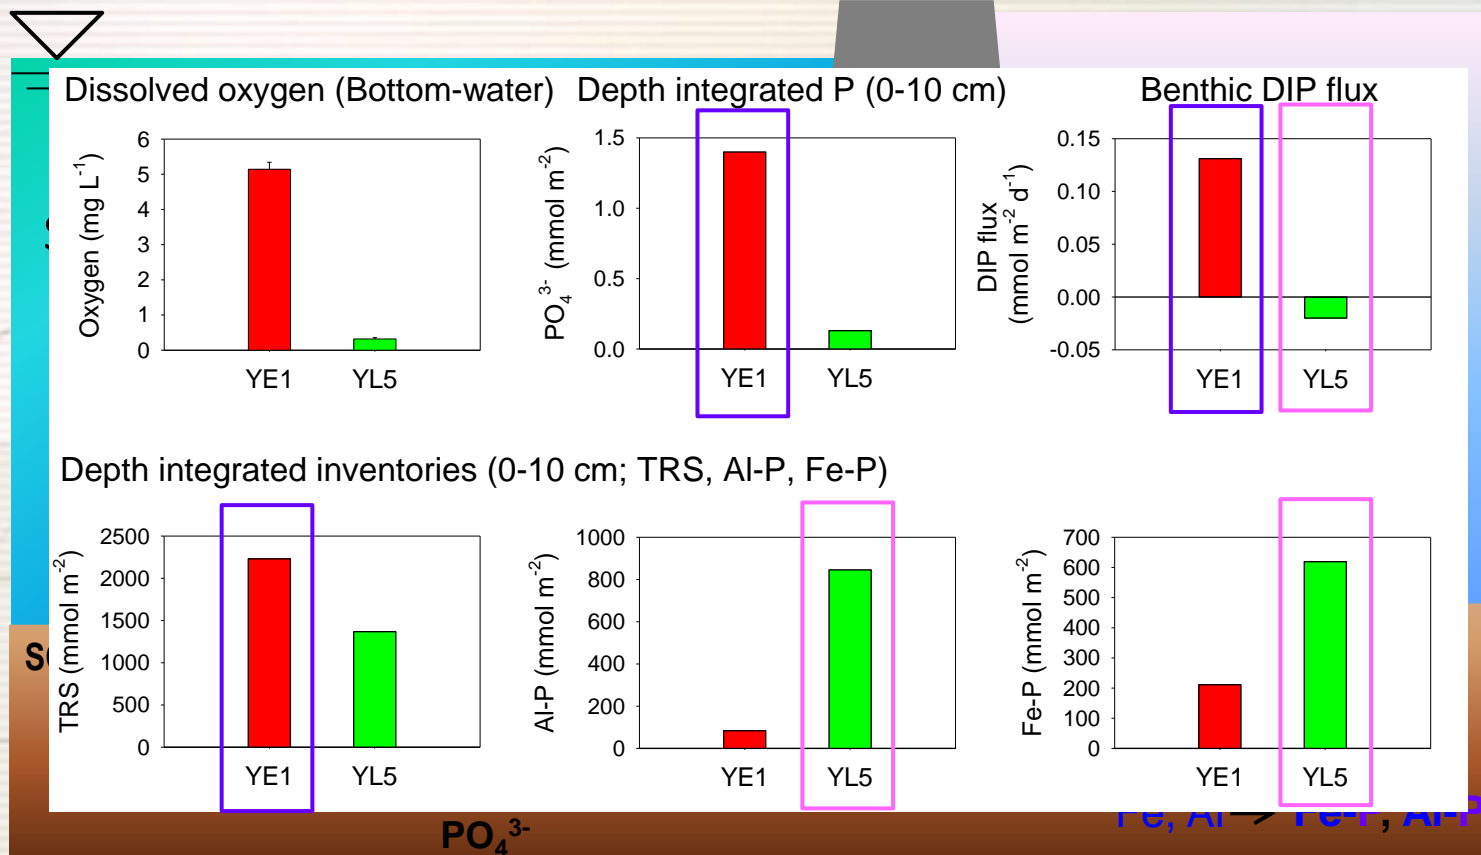 Dissolved oxygen (Bottom-water)
Oxygen (mg L⁻¹)
6
5
4
3
2
1
0
YE1 YL5
Depth integrated P (0-10 cm)
PO₄³⁻ (mmol m⁻²)
1.5
1.0
0.5
0.0
YE1 YL5
Benthic DIP flux
DIP flux
(mmol m⁻² d⁻¹)
0.15
0.10
0.05
0.00
-0.05
YE1 YL5
Depth integrated inventories (0-10 cm; TRS, Al-P, Fe-P)
TRS (mmol m⁻²)
2500
2000
1500
1000
500
0
YE1 YL5
Al-P (mmol m⁻²)
1000
800
600
400
200
0
YE1 YL5
Fe-P (mmol m⁻²)
700
600
500
400
300
200
100
0
YE1 YL5
PO₄³⁻
Fe, Al → Fe-P, Al-P